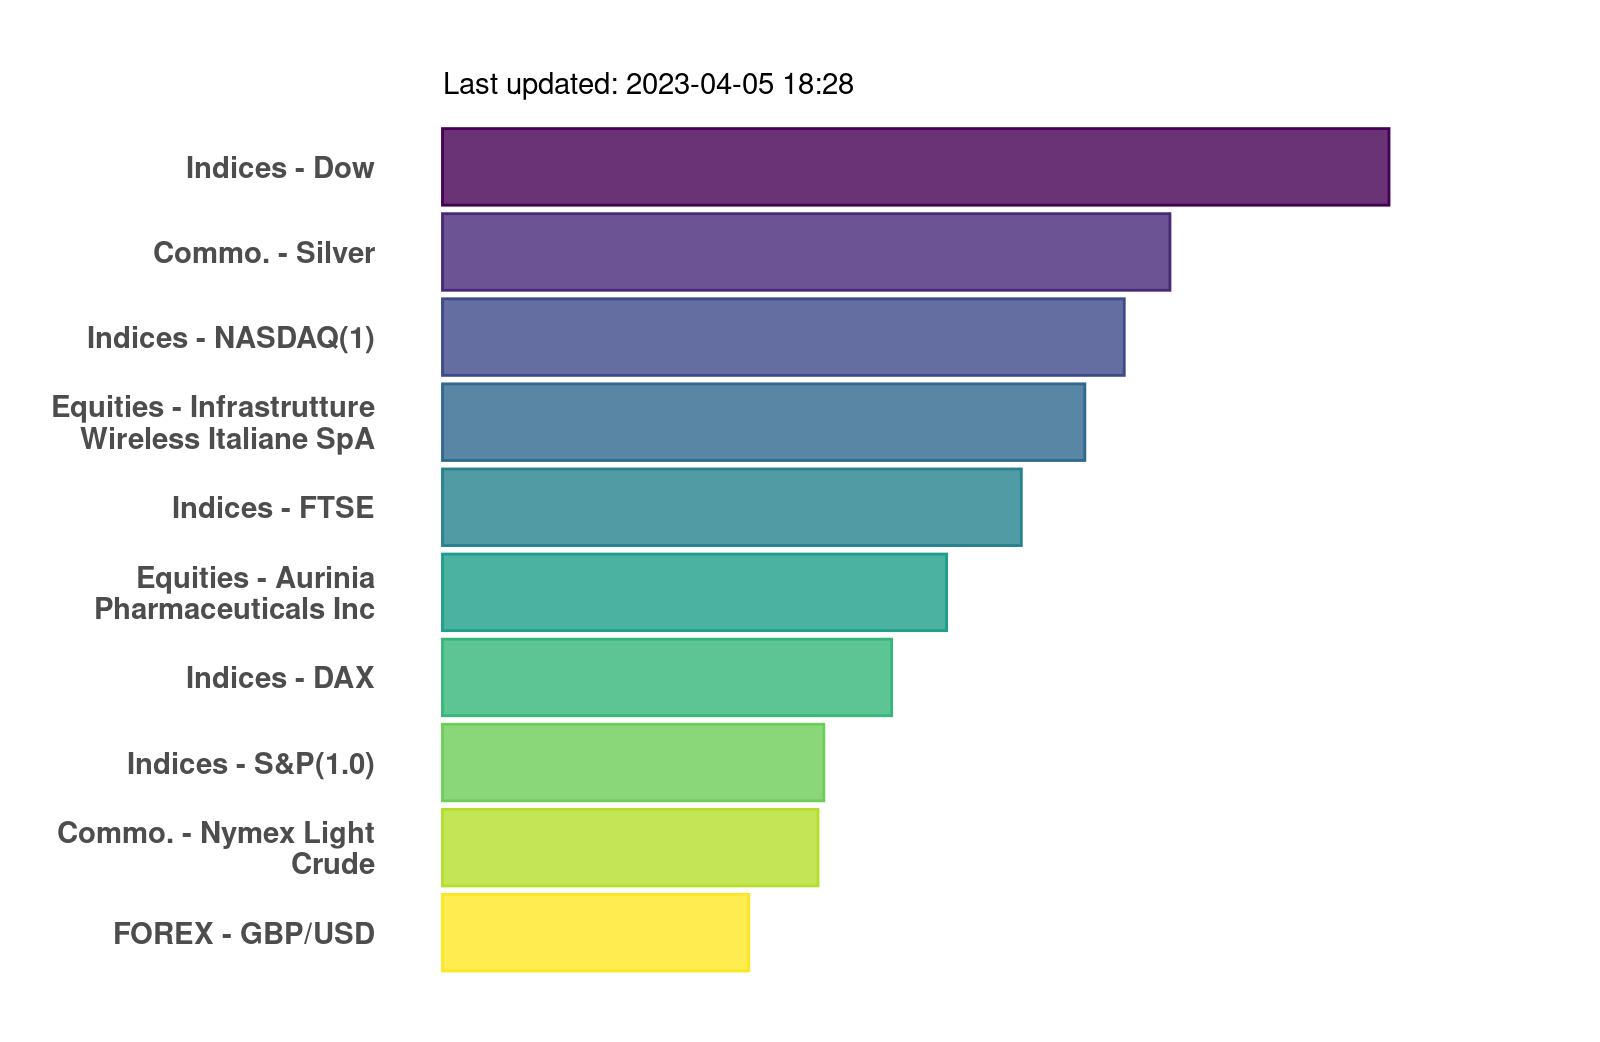 Last updated: 2023-04-05 18:28
Indices - Dow
Commo. - Silver
Indices - NASDAQ(1)
Equities - Infrastrutture
Wireless Italiane SpA
Indices - FTSE
Equities - Aurinia
Pharmaceuticals Inc
Indices - DAX
Indices - S&P(1.0)
Commo. - Nymex Light
Crude
FOREX - GBP/USD